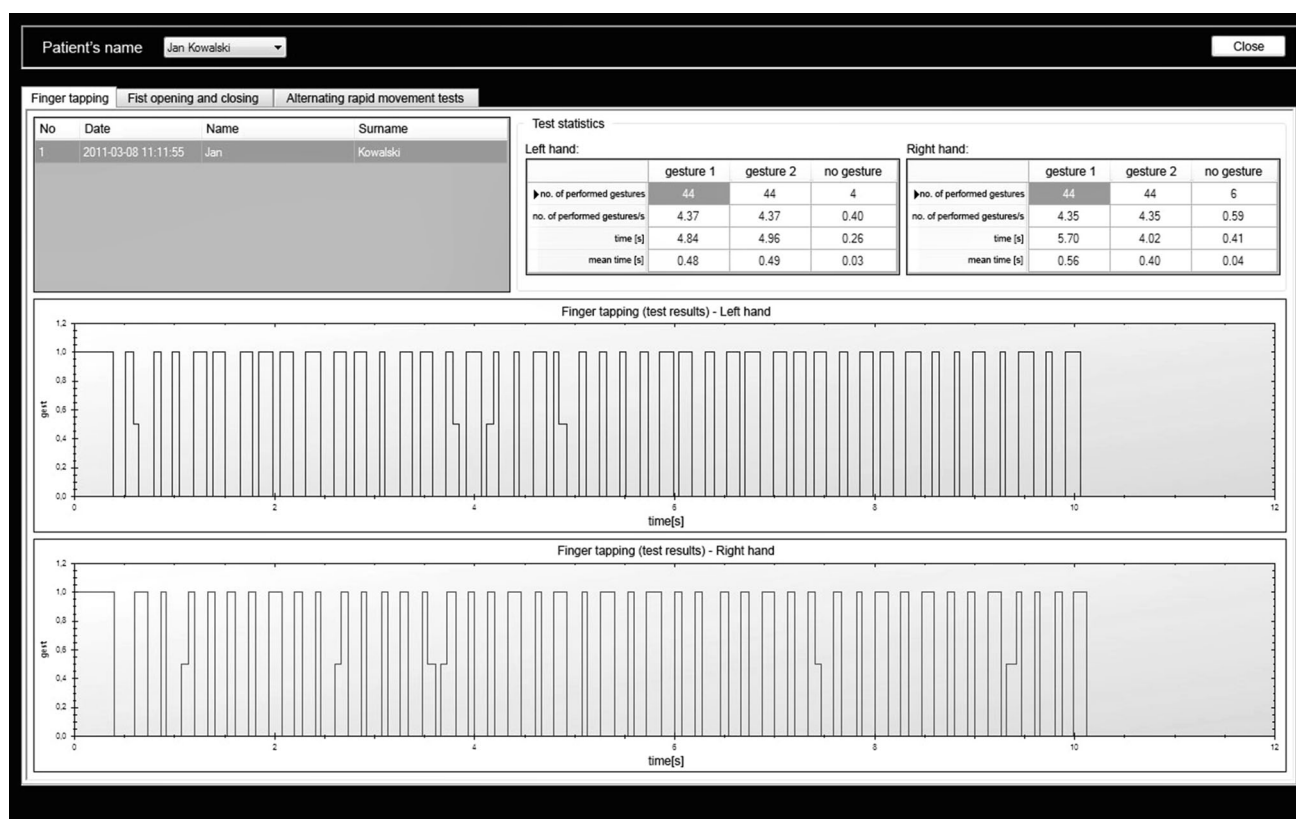 Patient's name Jan Kowalski Close
Finger tapping Fist opening and closing Alternating rapid movement tests
No Date Name Surname
1 2011-03-08 11:11:55 Jan Kowalski
Test statistics
Left hand:
gesture 1 gesture 2 no gesture
no. of performed gestures 44 44 4
no. of performed gestures/s 4.37 4.37 0.40
time [s] 4.84 4.96 0.26
mean time [s] 0.48 0.49 0.03
Right hand:
gesture 1 gesture 2 no gesture
no. of performed gestures 44 44 6
no. of performed gestures/s 4.35 4.35 0.59
time [s] 5.70 4.02 0.41
mean time [s] 0.56 0.40 0.04
Finger tapping (test results) - Left hand
1,2
1,0
0,8
0,6
0,4
0,2
0,0
gest
0 2 4 6 8 10 12
time[s]
Finger tapping (test results) - Right hand
1,2
1,0
0,8
0,6
0,4
0,2
0,0
gest
0 2 4 6 8 10 12
time[s]